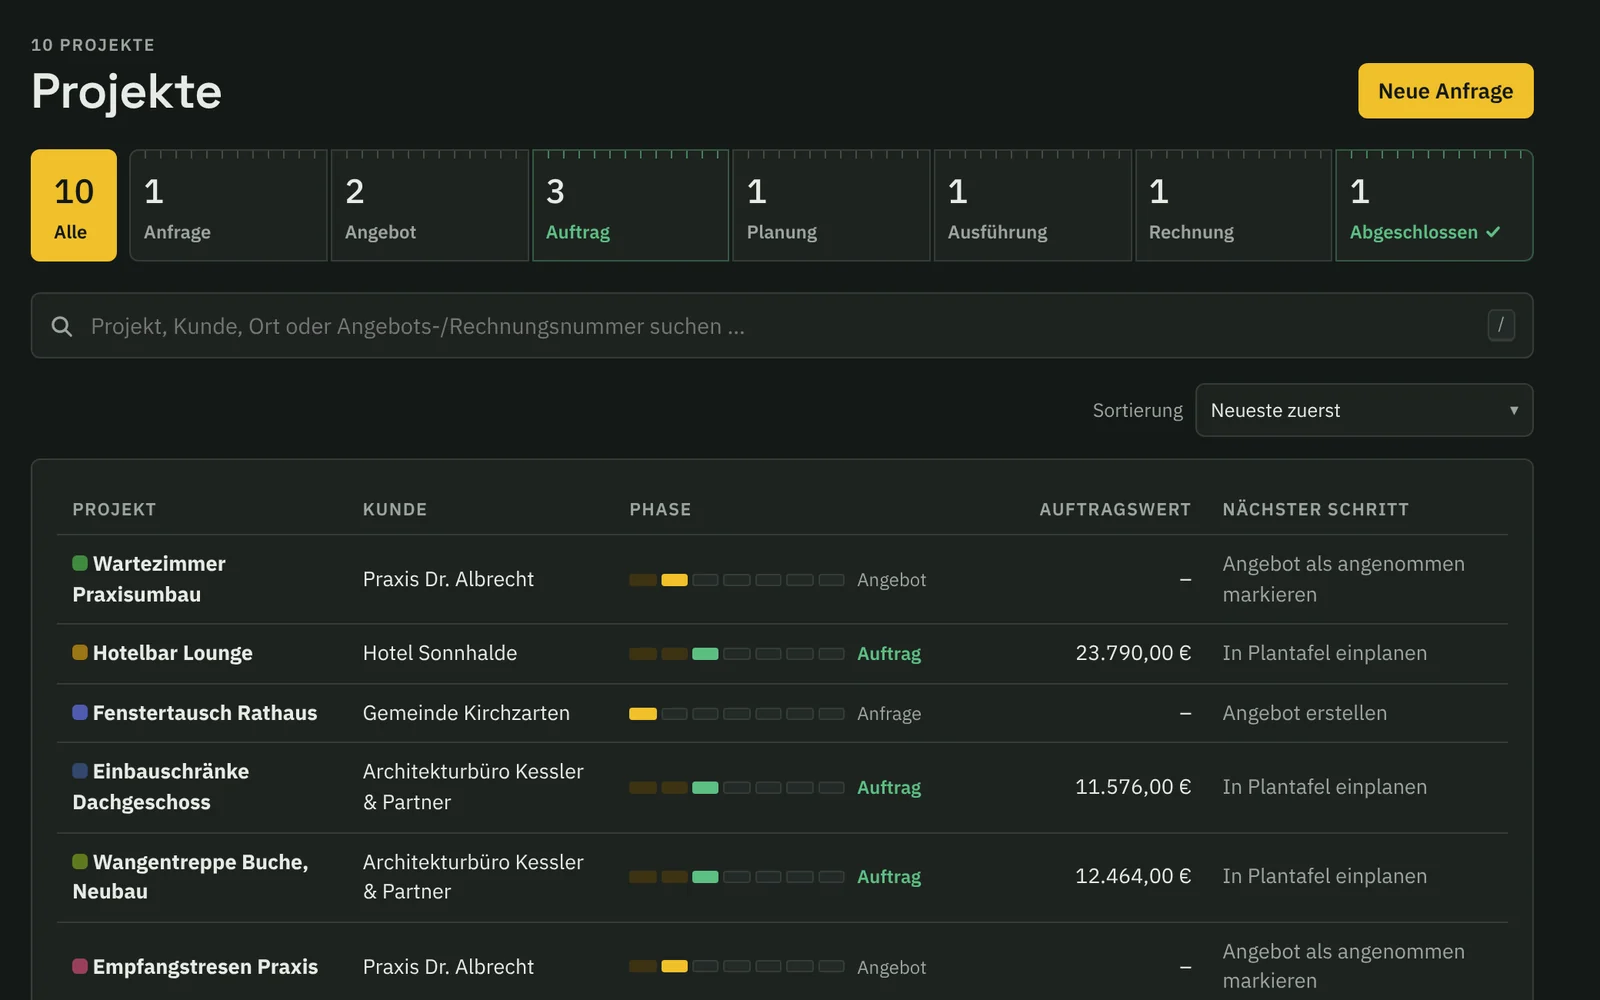 10 PROJEKTE
Projekte
Neue Anfrage
10
Alle
1
Anfrage
2
Angebot
3
Auftrag
1
Planung
1
Ausführung
1
Rechnung
1
Abgeschlossen ✓
Projekt, Kunde, Ort oder Angebots-/Rechnungsnummer suchen ...
/
Sortierung
Neueste zuerst
PROJEKT KUNDE PHASE AUFTRAGSWERT NÄCHSTER SCHRITT
Wartezimmer
Praxisumbau
Praxis Dr. Albrecht
Angebot
–
Angebot als angenommen
markieren
Hotelbar Lounge
Hotel Sonnhalde
Auftrag
23.790,00 €
In Plantafel einplanen
Fenstertausch Rathaus
Gemeinde Kirchzarten
Anfrage
–
Angebot erstellen
Einbauschränke
Dachgeschoss
Architekturbüro Kessler
& Partner
Auftrag
11.576,00 €
In Plantafel einplanen
Wangentreppe Buche,
Neubau
Architekturbüro Kessler
& Partner
Auftrag
12.464,00 €
In Plantafel einplanen
Empfangstresen Praxis
Praxis Dr. Albrecht
Angebot
–
Angebot als angenommen
markieren